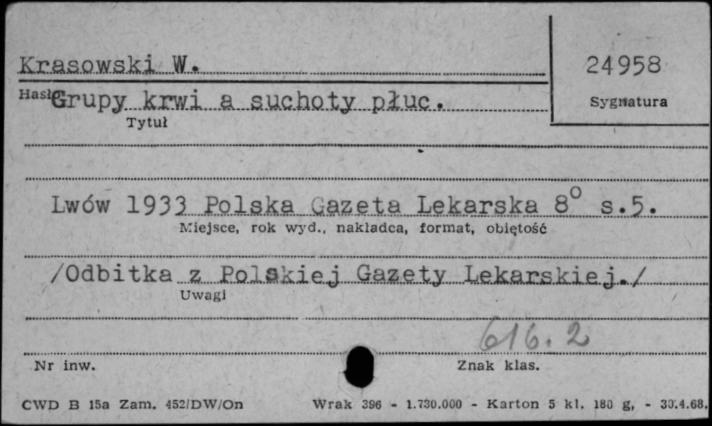 Krasowski W.
24958
Hasło
Grupy krwi a suchoty płuc.
Sygnatura
Tytuł
Lwów 1933 Polska Gazeta Lekarska 8° s.5.
Miejsce, rok wyd., nakładca, format, objętość
/Odbitka z Polskiej Gazety Lekarskiej./
Uwagi
616.2
Nr inw.
Znak klas.
CWD B 15a Zam. 452/DW/On Wrak 396 - 1.730.000 - Karton 5 kl. 180 g, - 30.4.68.